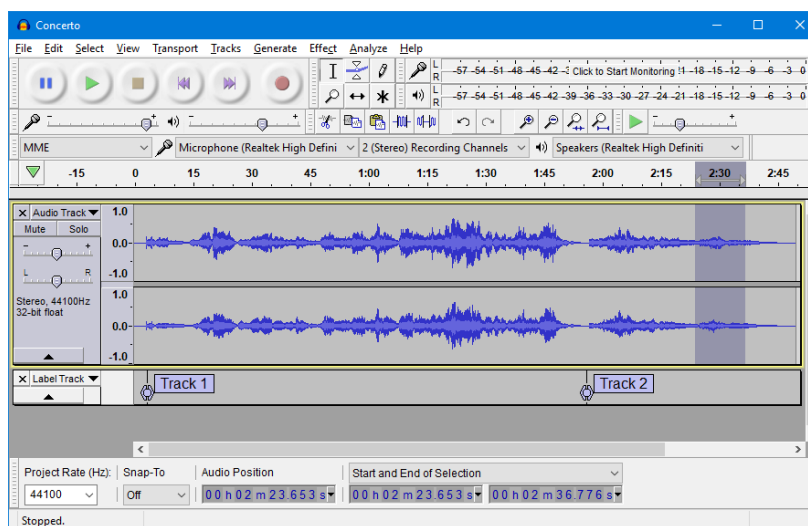 Concerto
File Edit Select View Transport Tracks Generate Effect Analyze Help
L
R
-57 -54 -51 -48 -45 -42 -3 Click to Start Monitoring !1 -18 -15 -12 -9 -6 -3 0
L
R
-57 -54 -51 -48 -45 -42 -39 -36 -33 -30 -27 -24 -21 -18 -15 -12 -9 -6 -3 0
- +
- +
- +
MME Microphone (Realtek High Defini 2 (Stereo) Recording Channels Speakers (Realtek High Definiti
-15 0 15 30 45 1:00 1:15 1:30 1:45 2:00 2:15 2:30 2:45
Audio Track
Mute Solo
- +
L R
Stereo, 44100Hz
32-bit float
1.0
0.0
-1.0
1.0
0.0
-1.0
Label Track
Track 1
Track 2
Project Rate (Hz): Snap-To Audio Position Start and End of Selection
44100 Off 00 h 02 m 23.653 s 00 h 02 m 23.653 s 00 h 02 m 36.776 s
Stopped.